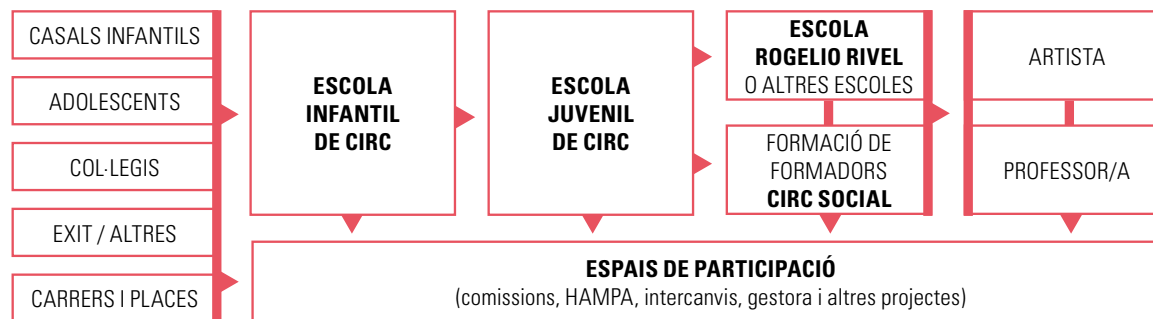 CASALS INFANTILS
ADOLESCENTS
COL·LEGIS
EXIT / ALTRES
CARRERS I PLACES
ESCOLA
INFANTIL
DE CIRC
ESCOLA
JUVENIL
DE CIRC
ESCOLA
ROGELIO RIVEL
O ALTRES ESCOLES
FORMACIÓ DE
FORMADORS
CIRC SOCIAL
ARTISTA
PROFESSOR/A
ESPAIS DE PARTICIPACIÓ
(comissions, HAMPA, intercanvis, gestora i altres projectes)